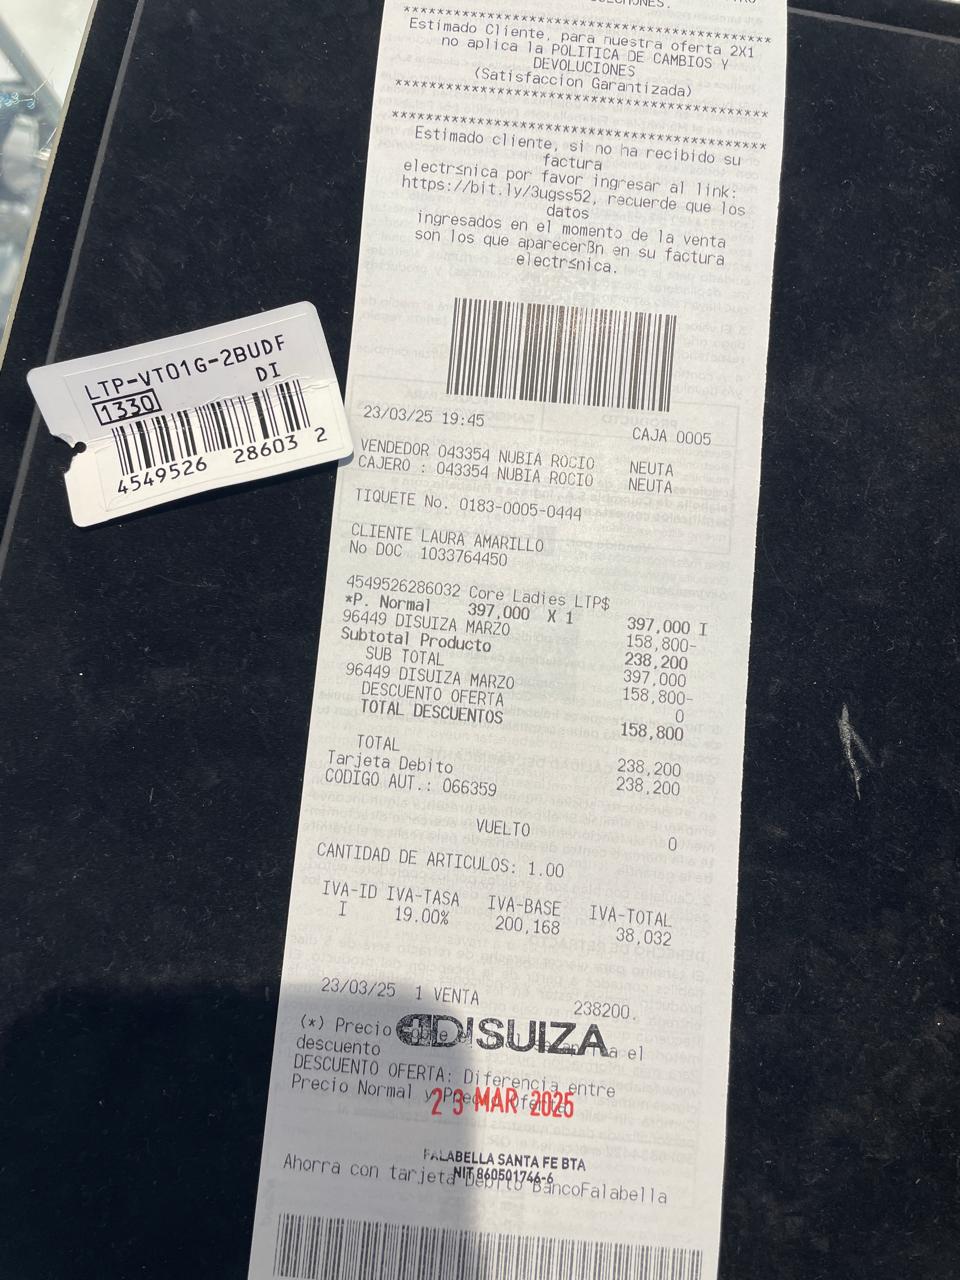 Estimado Cliente, para nuestra oferta 2X1
no aplica la POLITICA DE CAMBIOS Y
DEVOLUCIONES
(Satisfaccion Garantizada)
*****************************************
*****************************************
Estimado cliente, si no ha recibido su
factura
electr≤nica por favor ingresar al link:
https://bit.ly/3ugss52, recuerde que los
datos
ingresados en el momento de la venta
son los que aparecerßn en su factura
electr≤nica.
LTP-VT01G-2BUDF
DI
1330
4549526 28603 2
23/03/25 19:45 CAJA 0005
VENDEDOR 043354 NUBIA ROCIO NEUTA
CAJERO : 043354 NUBIA ROCIO NEUTA
TIQUETE No. 0183-0005-0444
CLIENTE LAURA AMARILLO
No DOC 1033764450
4549526286032 Core Ladies LTP$
*P. Normal 397,000 X 1 397,000 I
96449 DISUIZA MARZO 158,800-
Subtotal Producto 238,200
SUB TOTAL 397,000
96449 DISUIZA MARZO 158,800-
DESCUENTO OFERTA 0
TOTAL DESCUENTOS 158,800
TOTAL 238,200
Tarjeta Debito 238,200
CODIGO AUT.: 066359
VUELTO 0
CANTIDAD DE ARTICULOS: 1.00
IVA-ID IVA-TASA IVA-BASE IVA-TOTAL
I 19.00% 200,168 38,032
23/03/25 1 VENTA 238200.
(*) Precio el
DISUIZA
descuento
DESCUENTO OFERTA: Diferencia entre
Precio Normal y Precio
23 MAR 2025
FALABELLA SANTA FE BTA
NIT 860501746-6
Ahorra con tarjeta Debito BancoFalabella